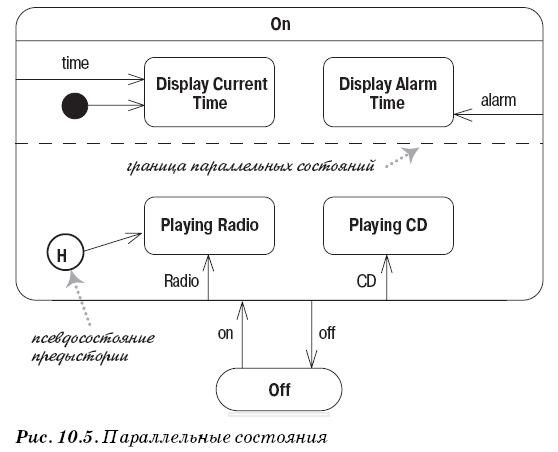 On
time
Display Current
Time
Display Alarm
Time
alarm
граница параллельных состояний
H
Playing Radio
Playing CD
Radio
CD
псевдосостояние
предыстории
on
off
Off
Рис. 10.5. Параллельные состояния